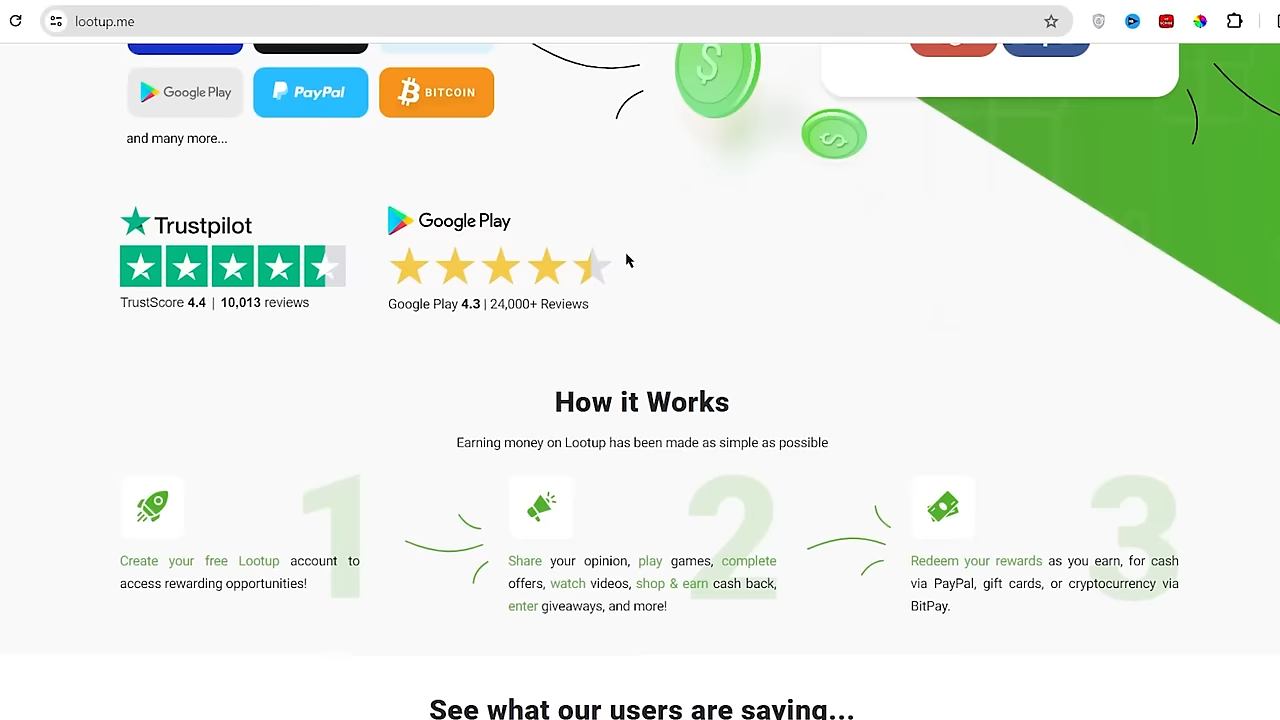 lootup.me
Google Play
PayPal
BITCOIN
and many more...
Trustpilot
TrustScore 4.4 | 10,013 reviews
Google Play
Google Play 4.3 | 24,000+ Reviews
How it Works
Earning money on Lootup has been made as simple as possible
1
Create your free Lootup account to
access rewarding opportunities!
2
Share your opinion, play games, complete
offers, watch videos, shop & earn cash back,
enter giveaways, and more!
3
Redeem your rewards as you earn, for cash
via PayPal, gift cards, or cryptocurrency via
BitPay.
See what our users are saying...